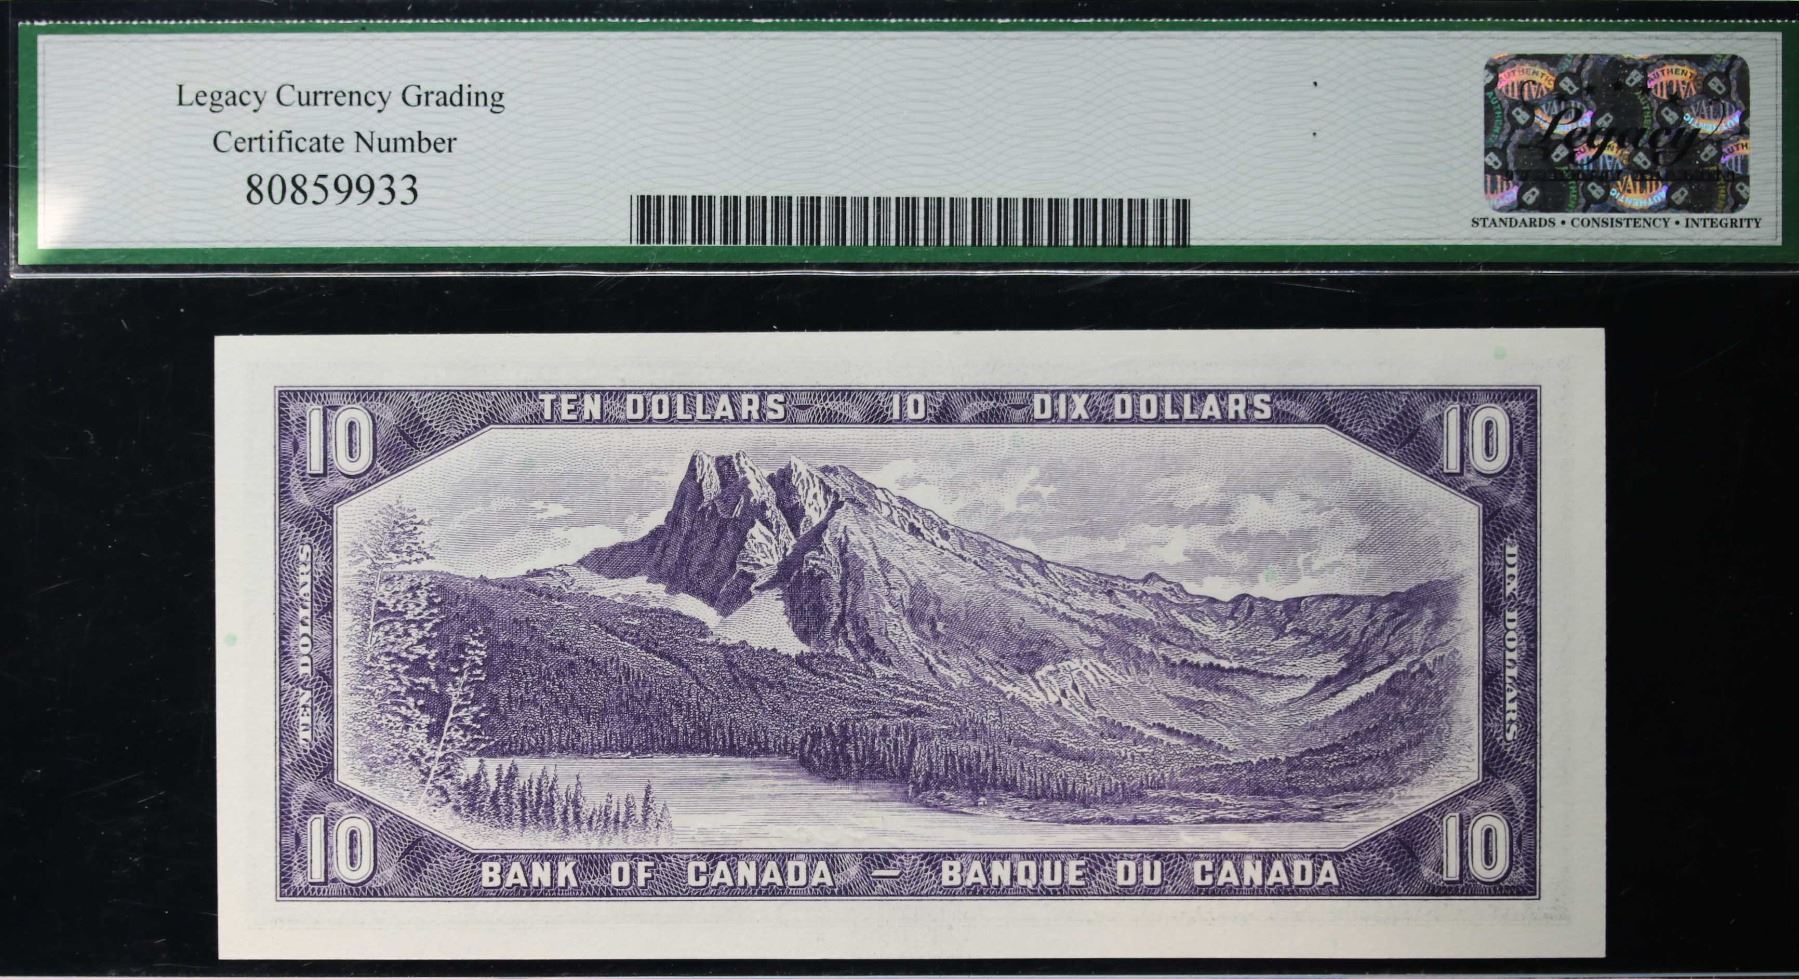 Legacy Currency Grading
Certificate Number
80859933
Legacy
STANDARDS • CONSISTENCY • INTEGRITY
10 TEN DOLLARS 10 DIX DOLLARS 10
TEN DOLLARS
DIX DOLLARS
10 BANK OF CANADA — BANQUE DU CANADA 10